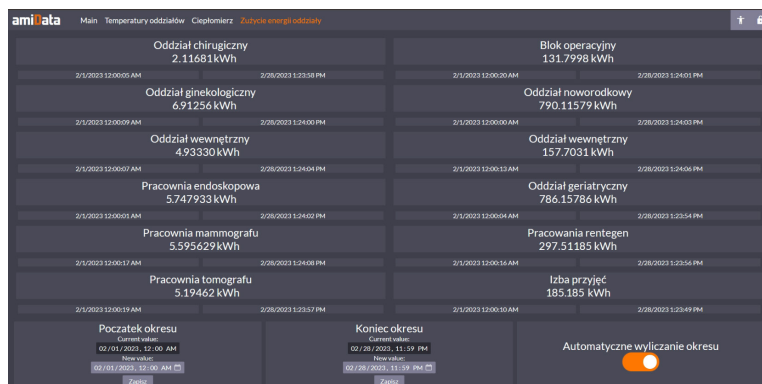 amiData Main Temperatury oddziałów Ciepłomierz Zużycie energii oddziały
Oddział chirugiczny
2.11681 kWh
2/1/2023 12:00:05 AM 2/28/2023 1:23:58 PM
Blok operacyjny
131.7998 kWh
2/1/2023 12:00:20 AM 2/28/2023 1:24:01 PM
Oddział ginekologiczny
6.91256 kWh
2/1/2023 12:00:09 AM 2/28/2023 1:24:00 PM
Oddział noworodkowy
790.11579 kWh
2/1/2023 12:00:00 AM 2/28/2023 1:24:03 PM
Oddział wewnętrzny
4.93330 kWh
2/1/2023 12:00:07 AM 2/28/2023 1:24:04 PM
Oddział wewnętrzny
157.7031 kWh
2/1/2023 12:00:13 AM 2/28/2023 1:24:06 PM
Pracownia endoskopowa
5.747933 kWh
2/1/2023 12:00:01 AM 2/28/2023 1:24:02 PM
Oddział geriatryczny
786.15786 kWh
2/1/2023 12:00:04 AM 2/28/2023 1:23:54 PM
Pracownia mammografu
5.595629 kWh
2/1/2023 12:00:17 AM 2/28/2023 1:24:08 PM
Pracowania rentegen
297.51185 kWh
2/1/2023 12:00:16 AM 2/28/2023 1:23:56 PM
Pracownia tomografu
5.19462 kWh
2/1/2023 12:00:19 AM 2/28/2023 1:23:57 PM
Izba przyjęć
185.185 kWh
2/1/2023 12:00:10 AM 2/28/2023 1:23:49 PM
Poczatek okresu
Current value:
02/01/2023, 12:00 AM
New value:
02/01/2023, 12:00 AM
Zapisz
Koniec okresu
Current value:
02/28/2023, 11:59 PM
New value:
02/28/2023, 11:59 PM
Zapisz
Automatyczne wyliczanie okresu